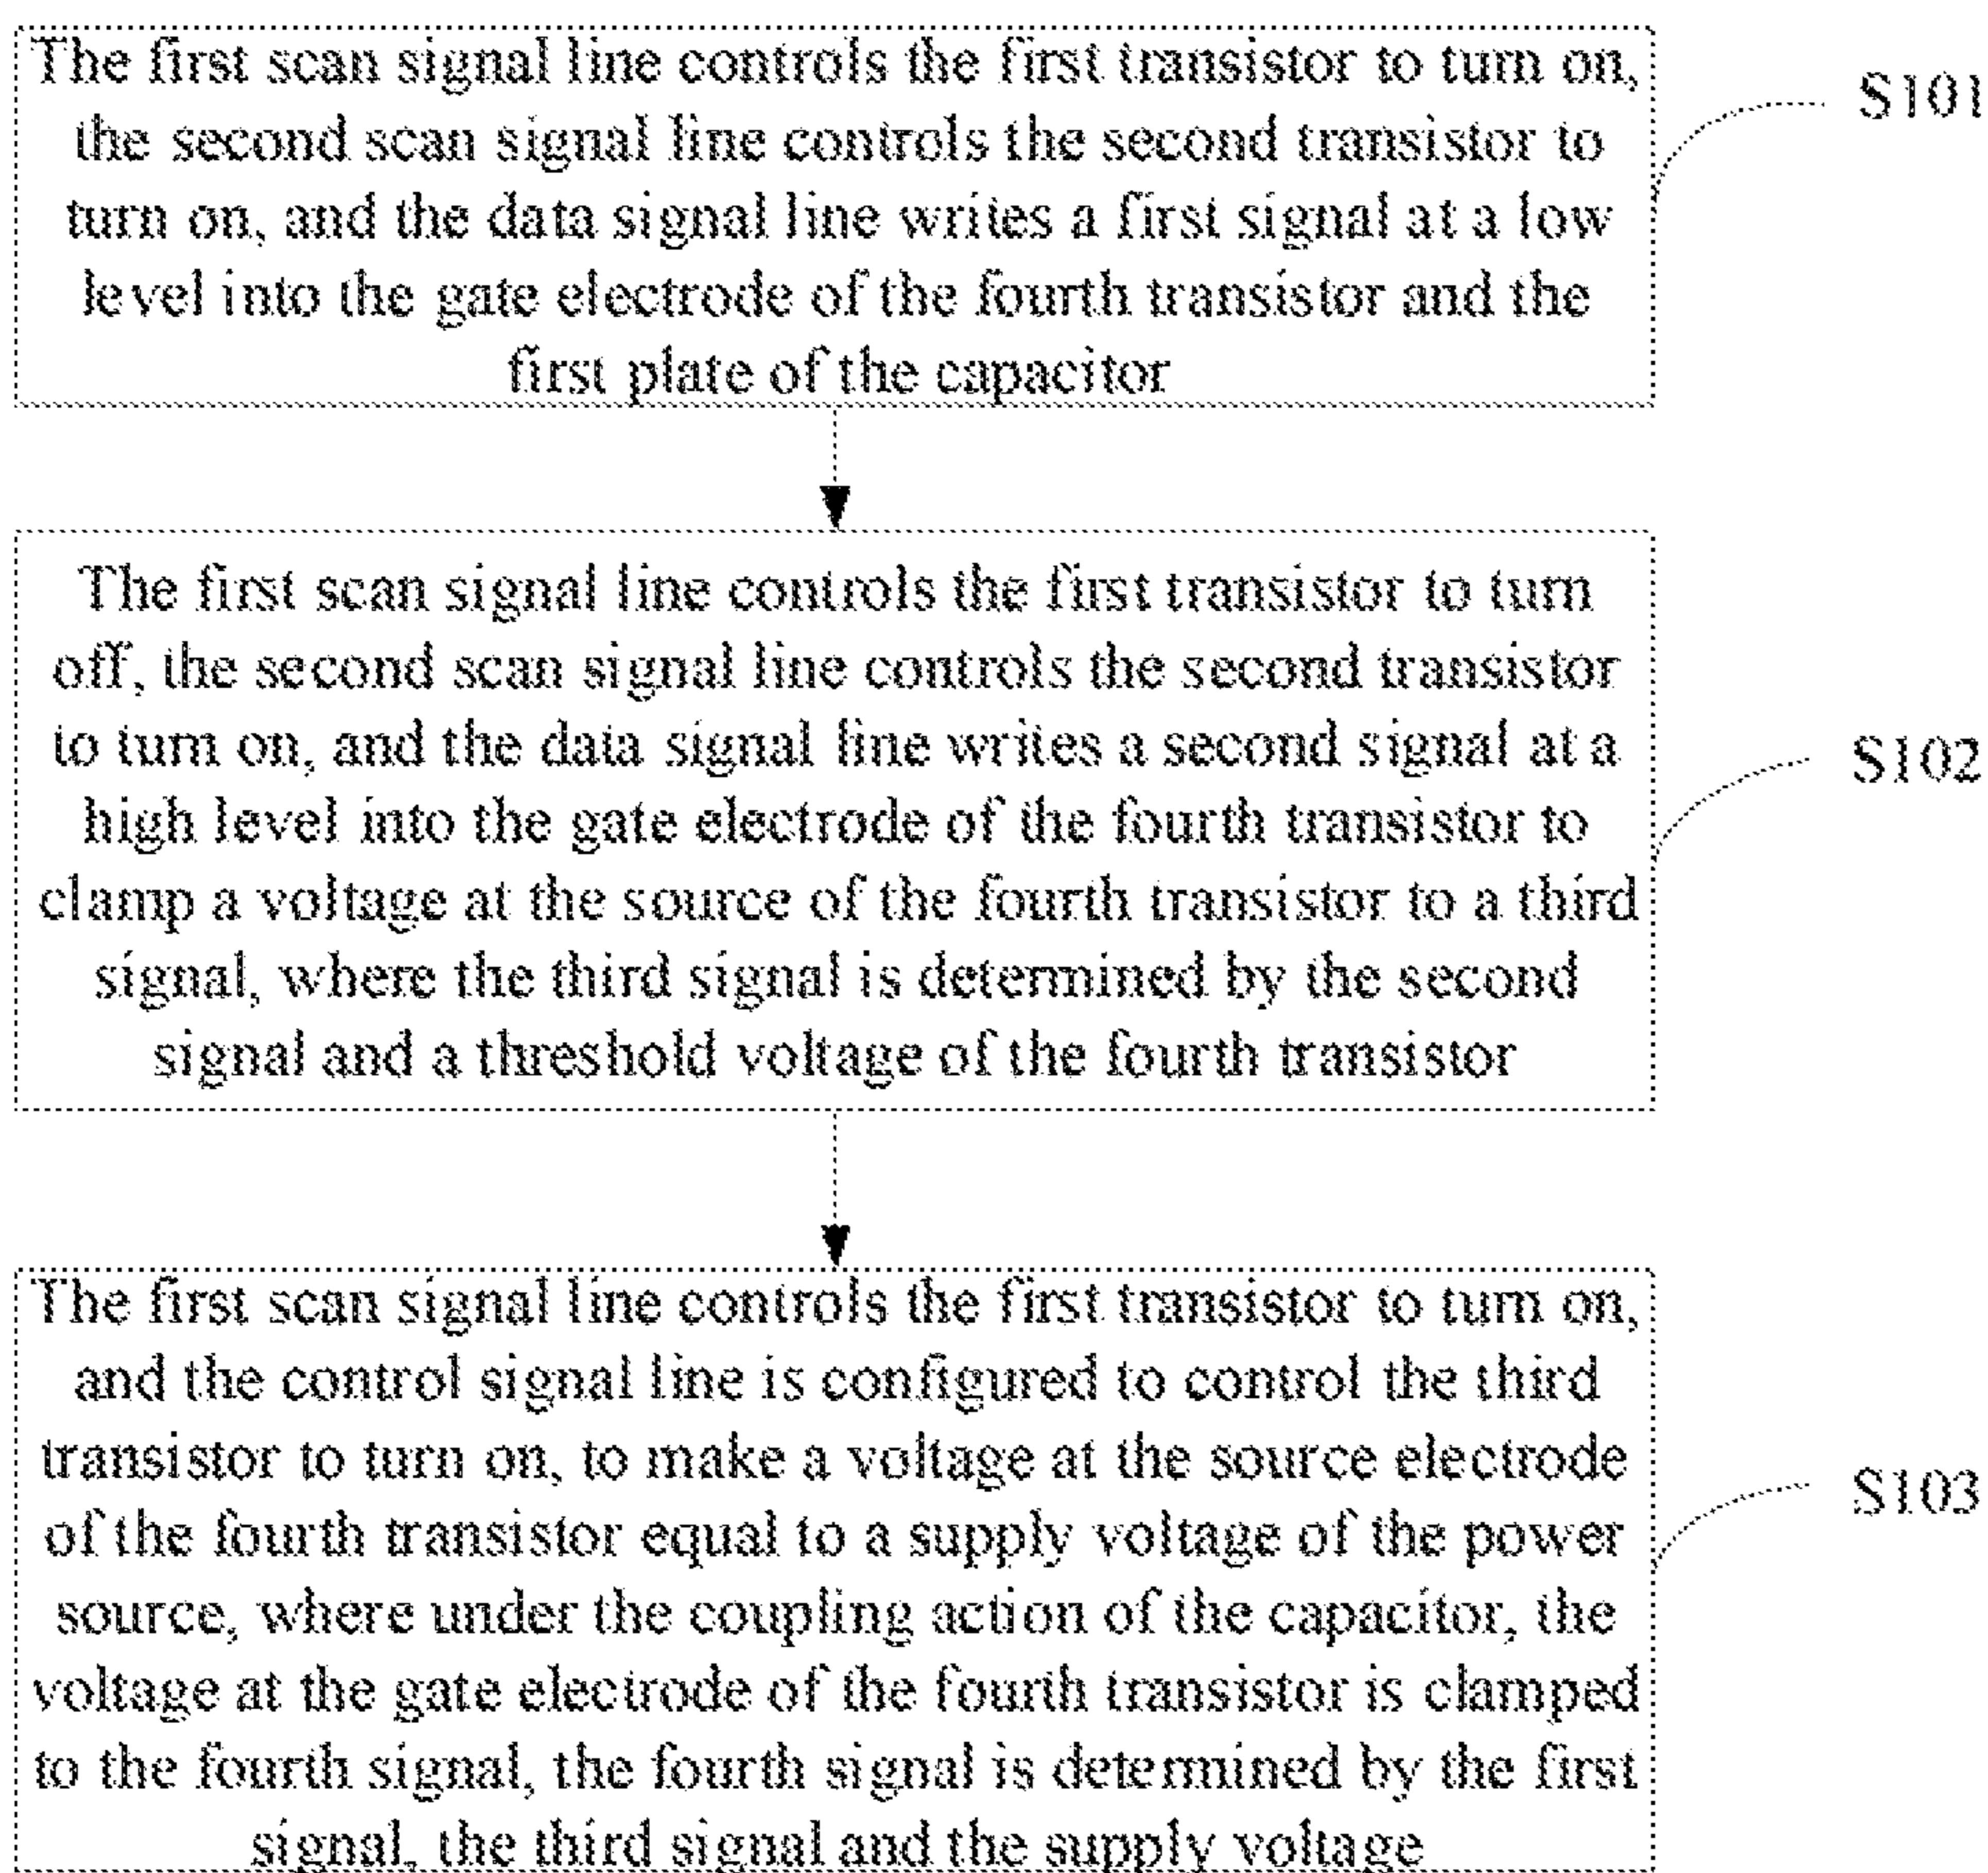 The first scan signal line controls the first transistor to turn on,
the second scan signal line controls the second transistor to
turn on, and the data signal line writes a first signal at a low
level into the gate electrode of the fourth transistor and the
first plate of the capacitor
S101
The first scan signal line controls the first transistor to turn
off, the second scan signal line controls the second transistor
to turn on, and the data signal line writes a second signal at a
high level into the gate electrode of the fourth transistor to
clamp a voltage at the source of the fourth transistor to a third
signal, where the third signal is determined by the second
signal and a threshold voltage of the fourth transistor
S102
The first scan signal line controls the first transistor to turn on,
and the control signal line is configured to control the third
transistor to turn on, to make a voltage at the source electrode
of the fourth transistor equal to a supply voltage of the power
source, where under the coupling action of the capacitor, the
voltage at the gate electrode of the fourth transistor is clamped
to the fourth signal, the fourth signal is determined by the first
signal, the third signal and the supply voltage
S103